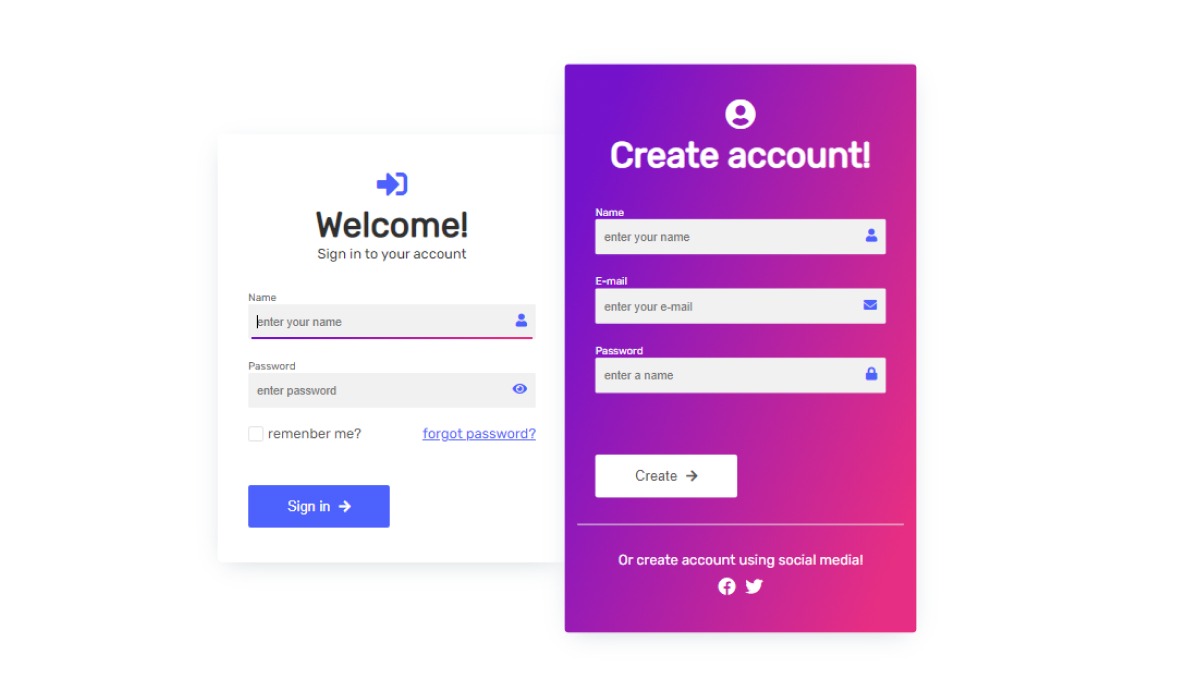 Welcome!
Sign in to your account
Name
enter your name
Password
enter password
remenber me?
forgot password?
Sign in
Create account!
Name
enter your name
E-mail
enter your e-mail
Password
enter a name
Create
Or create account using social media!